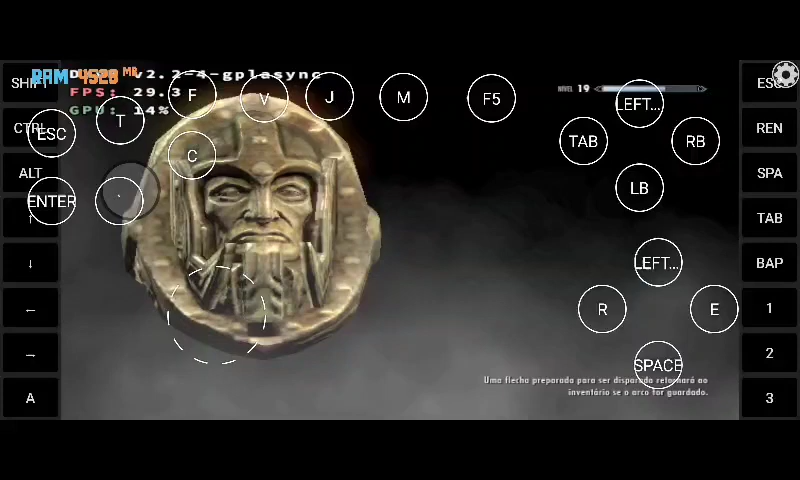 RAM 4528 MB
v2.2-4-gplasync
FPS: 29.3
GPU: 14%
SHIFT
CTRL
ALT
↑
↓
←
→
A
ESC
T
F
V
J
M
F5
C
ENTER
NÍVEL 19
LEFT...
TAB
RB
LB
LEFT...
R
E
SPACE
ESC
REN
SPA
TAB
BAP
1
2
3
Uma flecha preparada para ser disparada retornará ao
inventário se o arco for guardado.